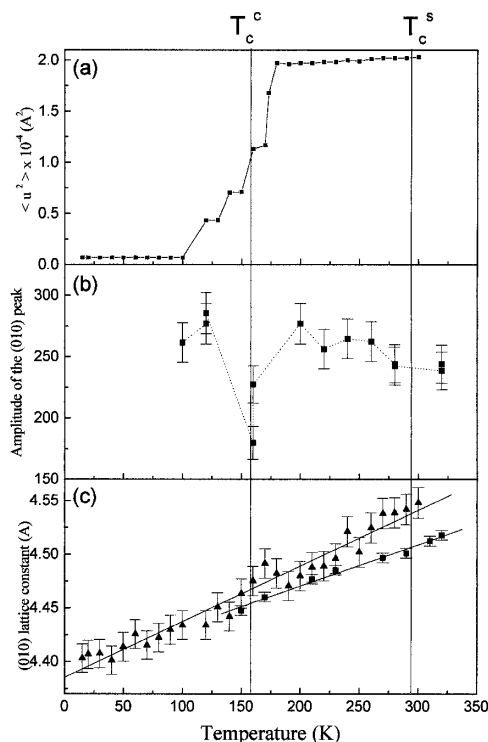 T_c^c T_c^s
(a)
2.0
1.5
1.0
0.5
0.0
< u² > x 10⁻⁴ (A²)
(b)
300
250
200
150
Amplitude of the (010) peak
(c)
4.55
4.50
4.45
4.40
(010) lattice constant (A)
0 50 100 150 200 250 300 350
Temperature (K)